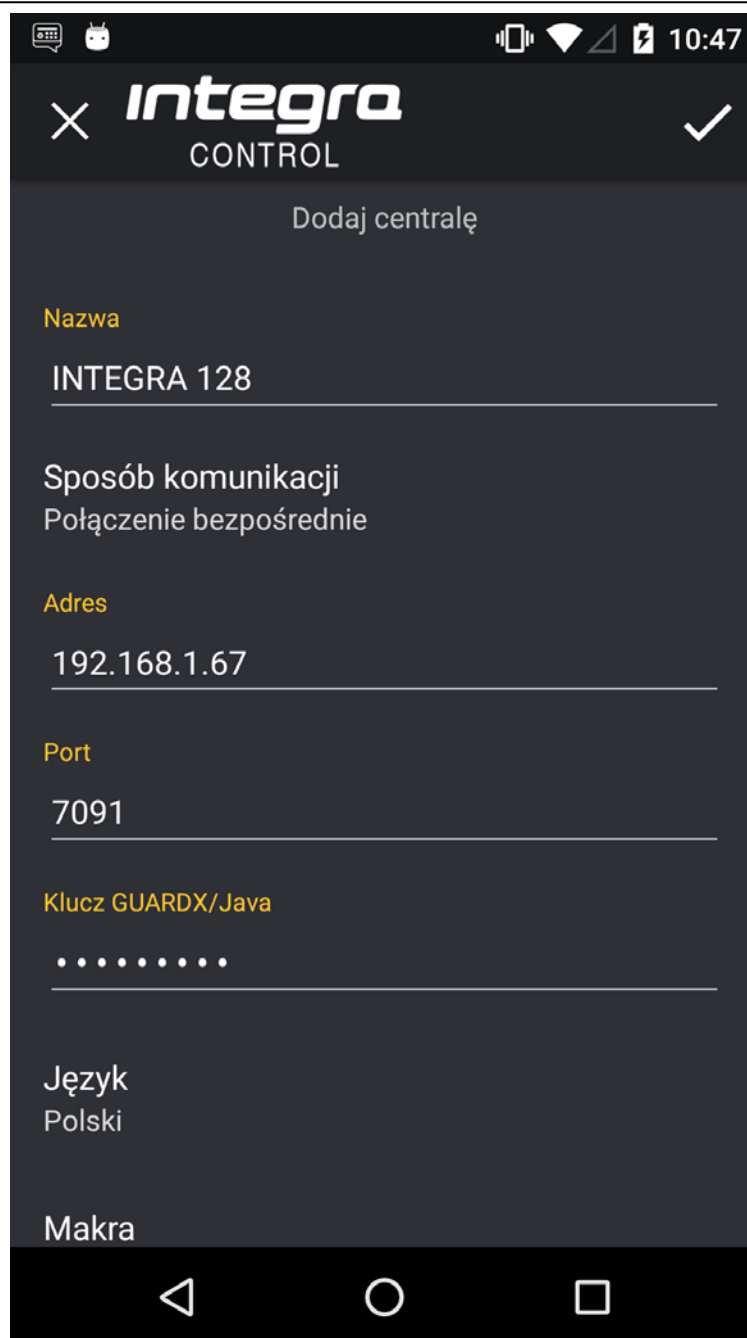 10:47
Integra
CONTROL
Dodaj centralę
Nazwa
INTEGRA 128
Sposób komunikacji
Połączenie bezpośrednie
Adres
192.168.1.67
Port
7091
Klucz GUARDX/Java
•••••••••
Język
Polski
Makra